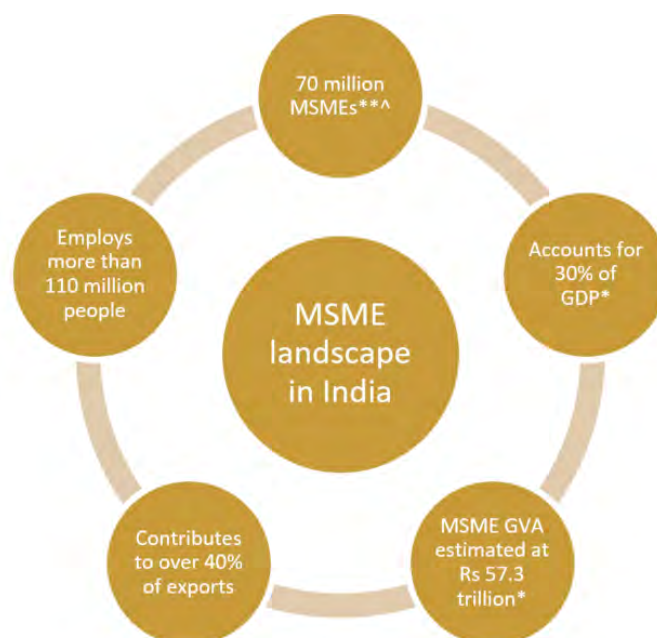 70 million
MSMEs**^
Employs
more than
110 million
people
Accounts for
30% of
GDP*
MSME
landscape
in India
Contributes
to over 40%
of exports
MSME GVA
estimated at
Rs 57.3
trillion*